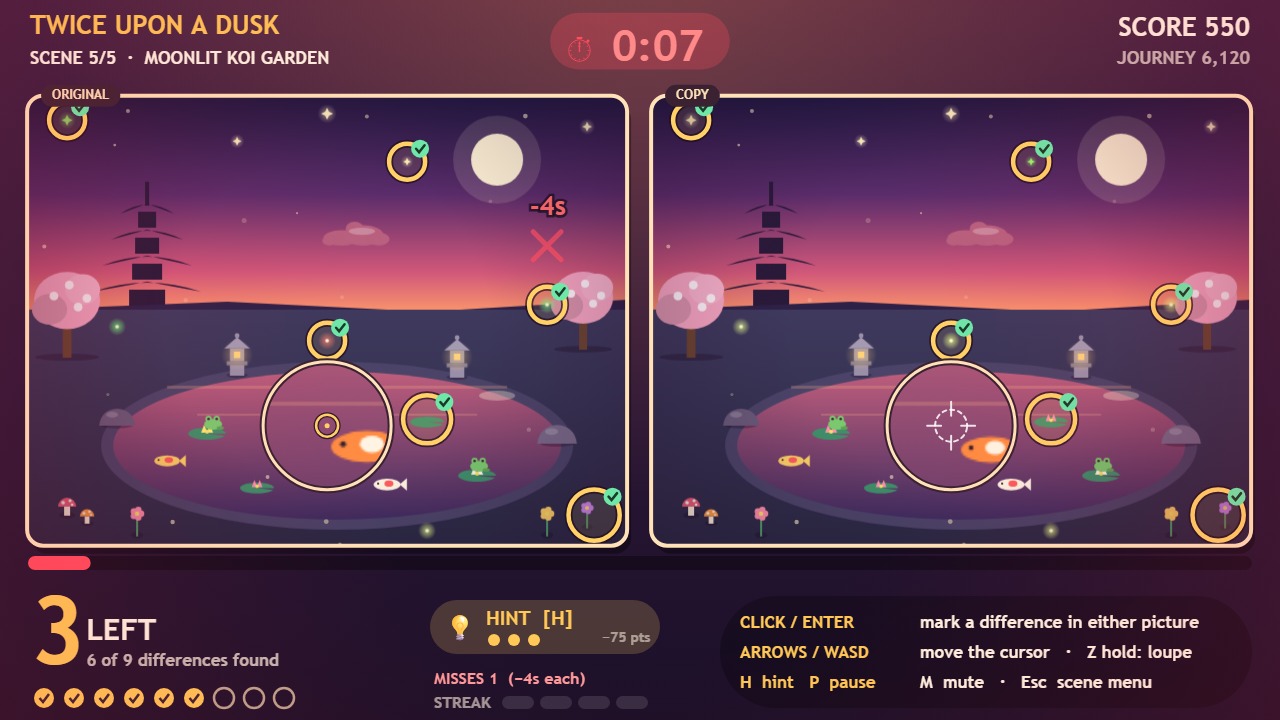 TWICE UPON A DUSK
SCENE 5/5 · MOONLIT KOI GARDEN
0:07
SCORE 550
JOURNEY 6,120
ORIGINAL
COPY
-4s
3 LEFT
6 of 9 differences found
HINT [H]
−75 pts
MISSES 1 (−4s each)
STREAK
CLICK / ENTER mark a difference in either picture
ARROWS / WASD move the cursor · Z hold: loupe
H hint P pause M mute · Esc scene menu